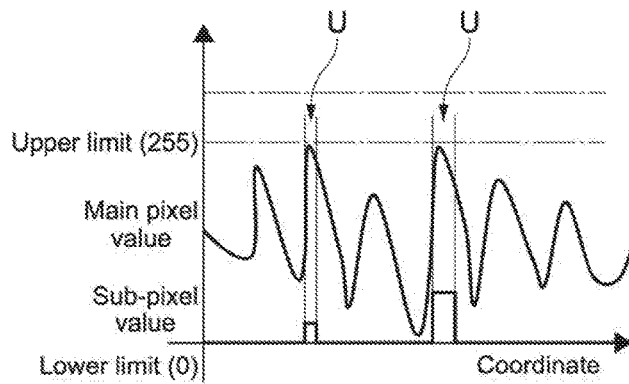 U U
Upper limit (255)
Main pixel
value
Sub-pixel
value
Lower limit (0)
Coordinate